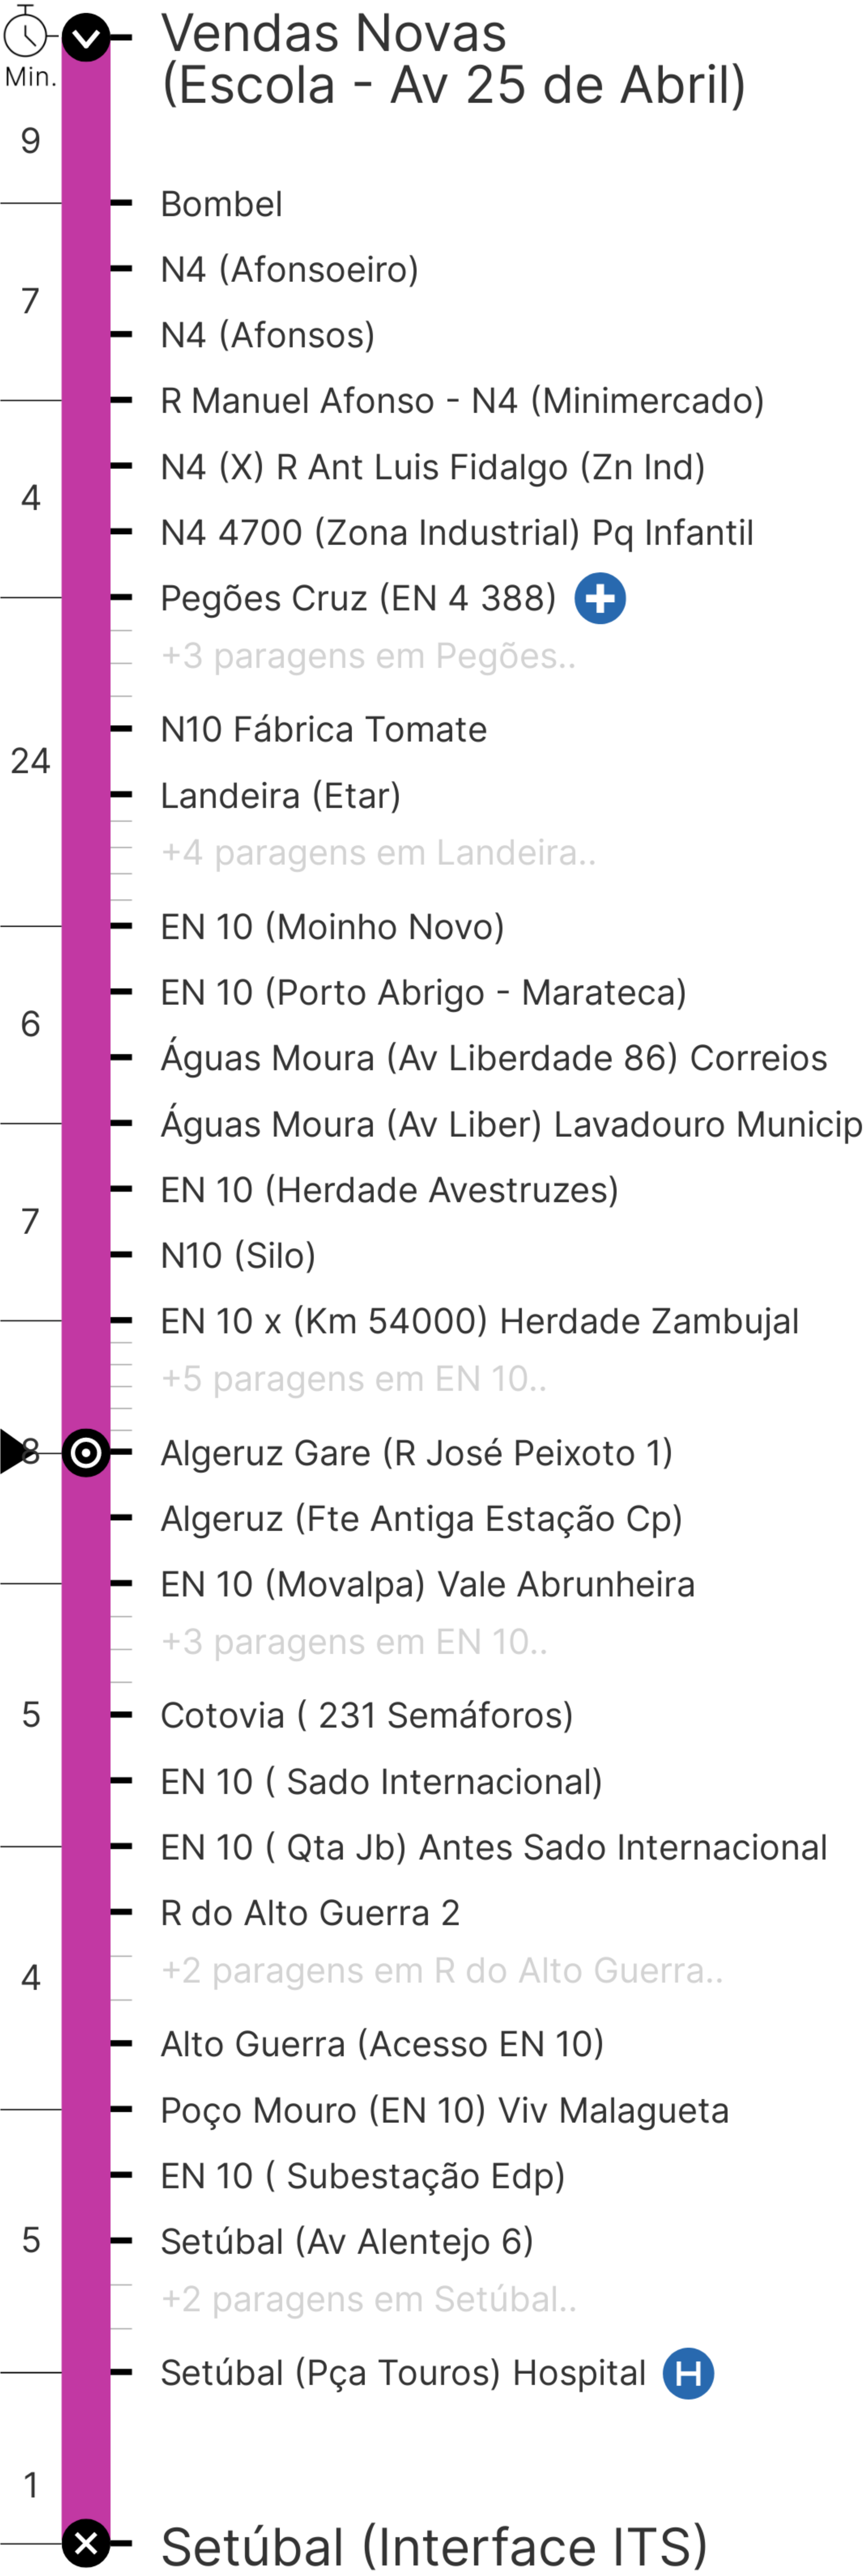 Vendas Novas
(Escola - Av 25 de Abril)
Min.
9
Bombel
N4 (Afonsoeiro)
7
N4 (Afonsos)
R Manuel Afonso - N4 (Minimercado)
N4 (X) R Ant Luis Fidalgo (Zn Ind)
4
N4 4700 (Zona Industrial) Pq Infantil
Pegões Cruz (EN 4 388)
+3 paragens em Pegões..
N10 Fábrica Tomate
24
Landeira (Etar)
+4 paragens em Landeira..
EN 10 (Moinho Novo)
EN 10 (Porto Abrigo - Marateca)
6
Águas Moura (Av Liberdade 86) Correios
Águas Moura (Av Liber) Lavadouro Municip
EN 10 (Herdade Avestruzes)
7
N10 (Silo)
EN 10 x (Km 54000) Herdade Zambujal
+5 paragens em EN 10..
8
Algeruz Gare (R José Peixoto 1)
Algeruz (Fte Antiga Estação Cp)
EN 10 (Movalpa) Vale Abrunheira
+3 paragens em EN 10..
5
Cotovia ( 231 Semáforos)
EN 10 ( Sado Internacional)
EN 10 ( Qta Jb) Antes Sado Internacional
R do Alto Guerra 2
+2 paragens em R do Alto Guerra..
4
Alto Guerra (Acesso EN 10)
Poço Mouro (EN 10) Viv Malagueta
EN 10 ( Subestação Edp)
5
Setúbal (Av Alentejo 6)
+2 paragens em Setúbal..
Setúbal (Pça Touros) Hospital H
1
Setúbal (Interface ITS)